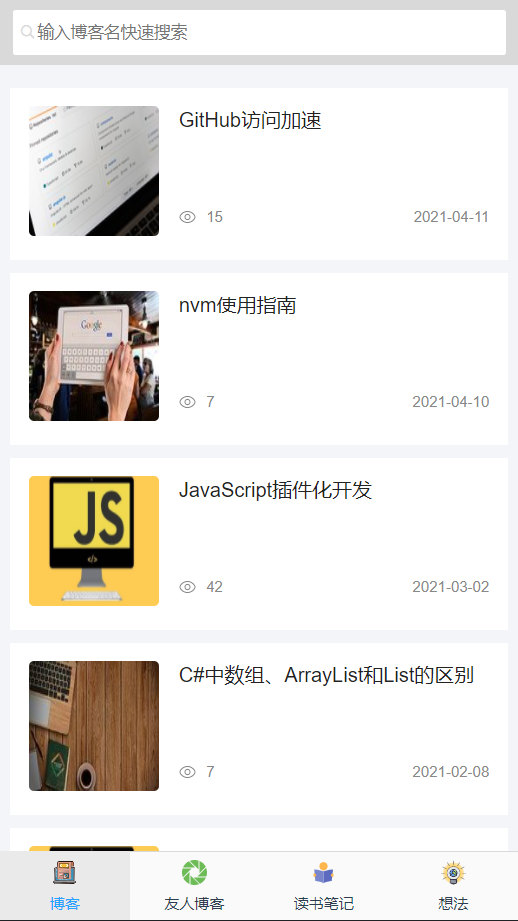 输入博客名快速搜索
GitHub访问加速
15 2021-04-11
nvm使用指南
Google
7 2021-04-10
JavaScript插件化开发
JS
</>
42 2021-03-02
C#中数组、ArrayList和List的区别
7 2021-02-08
博客 友人博客 读书笔记 想法